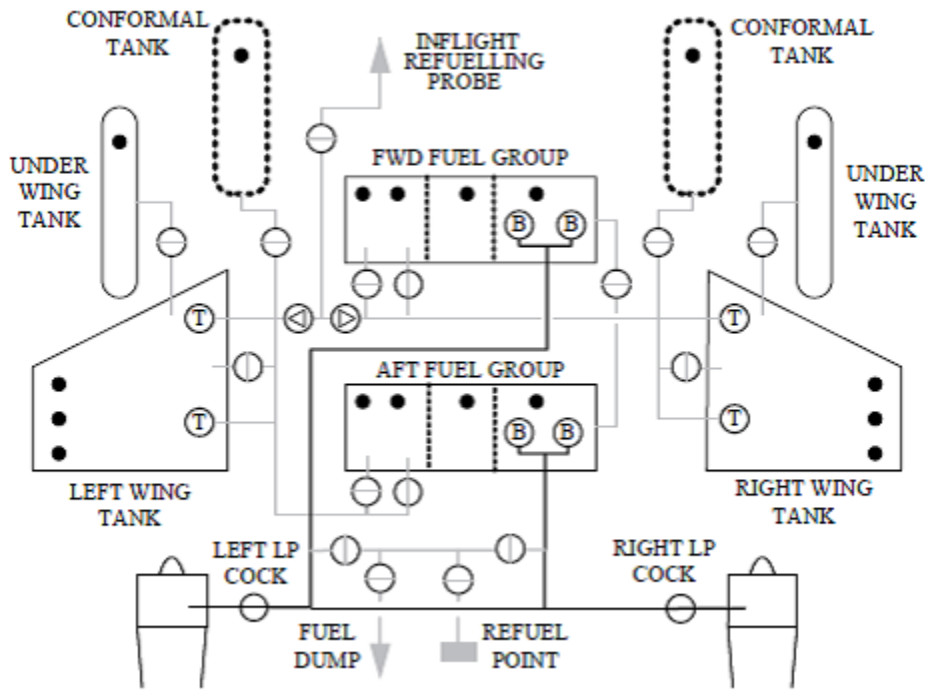 CONFORMAL
TANK
INFLIGHT
REFUELLING
PROBE
CONFORMAL
TANK
UNDER
WING
TANK
FWD FUEL GROUP
B B
UNDER
WING
TANK
T
T
AFT FUEL GROUP
T
B B
T
LEFT WING
TANK
RIGHT WING
TANK
LEFT LP
COCK
RIGHT LP
COCK
FUEL
DUMP
REFUEL
POINT